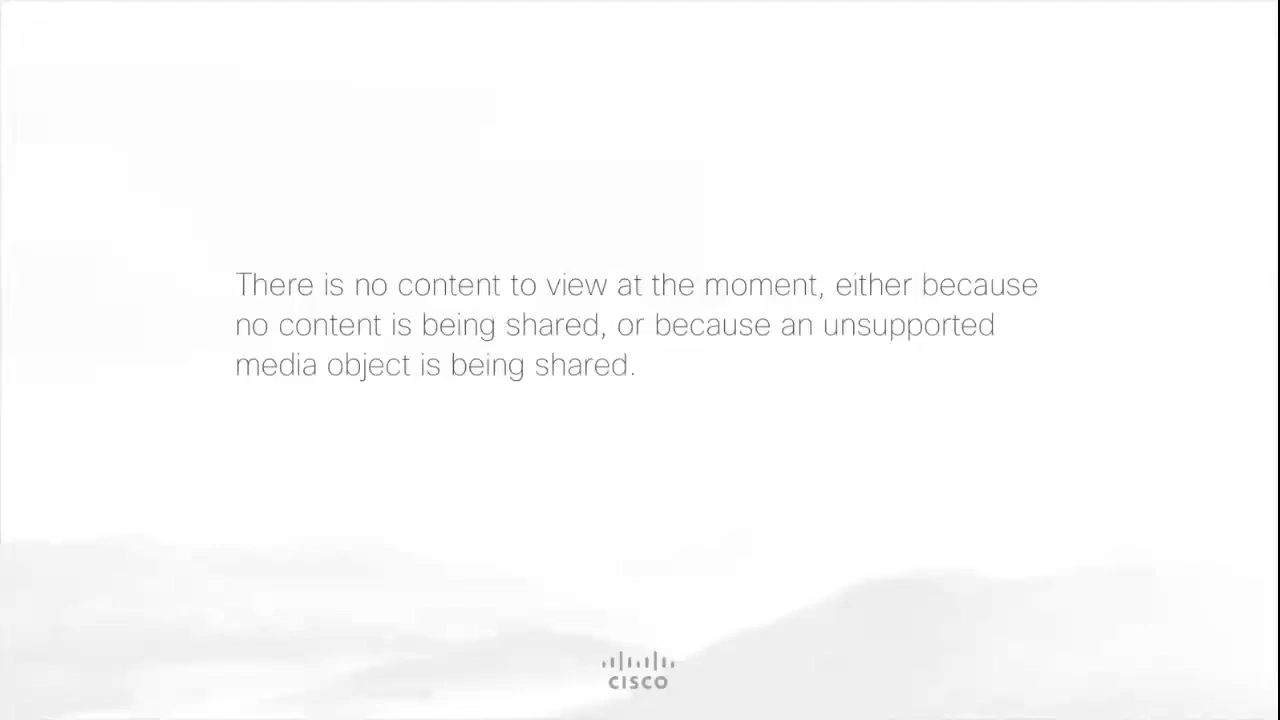 There is no content to view at the moment, either because
no content is being shared, or because an unsupported
media object is being shared.
CISCO